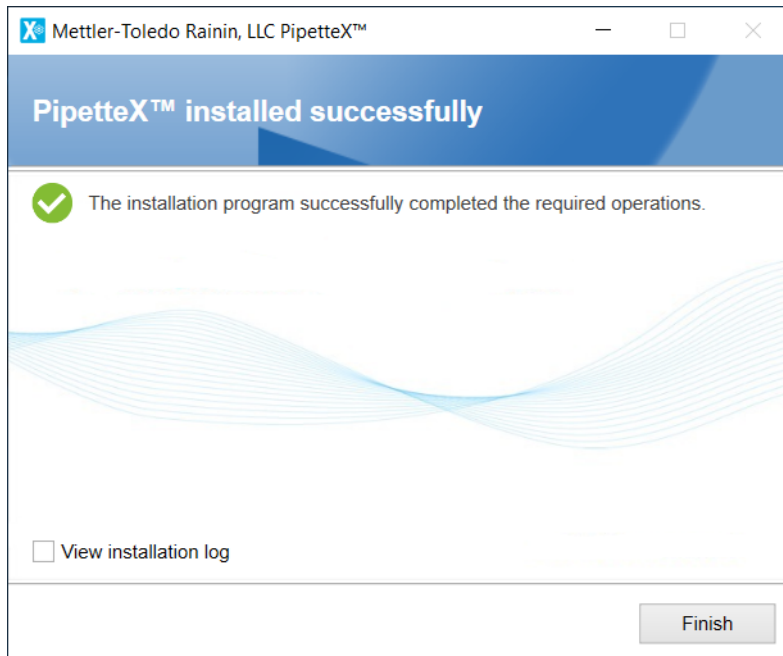 X
Mettler-Toledo Rainin, LLC PipetteX™
PipetteX™ installed successfully
The installation program successfully completed the required operations.
View installation log
Finish